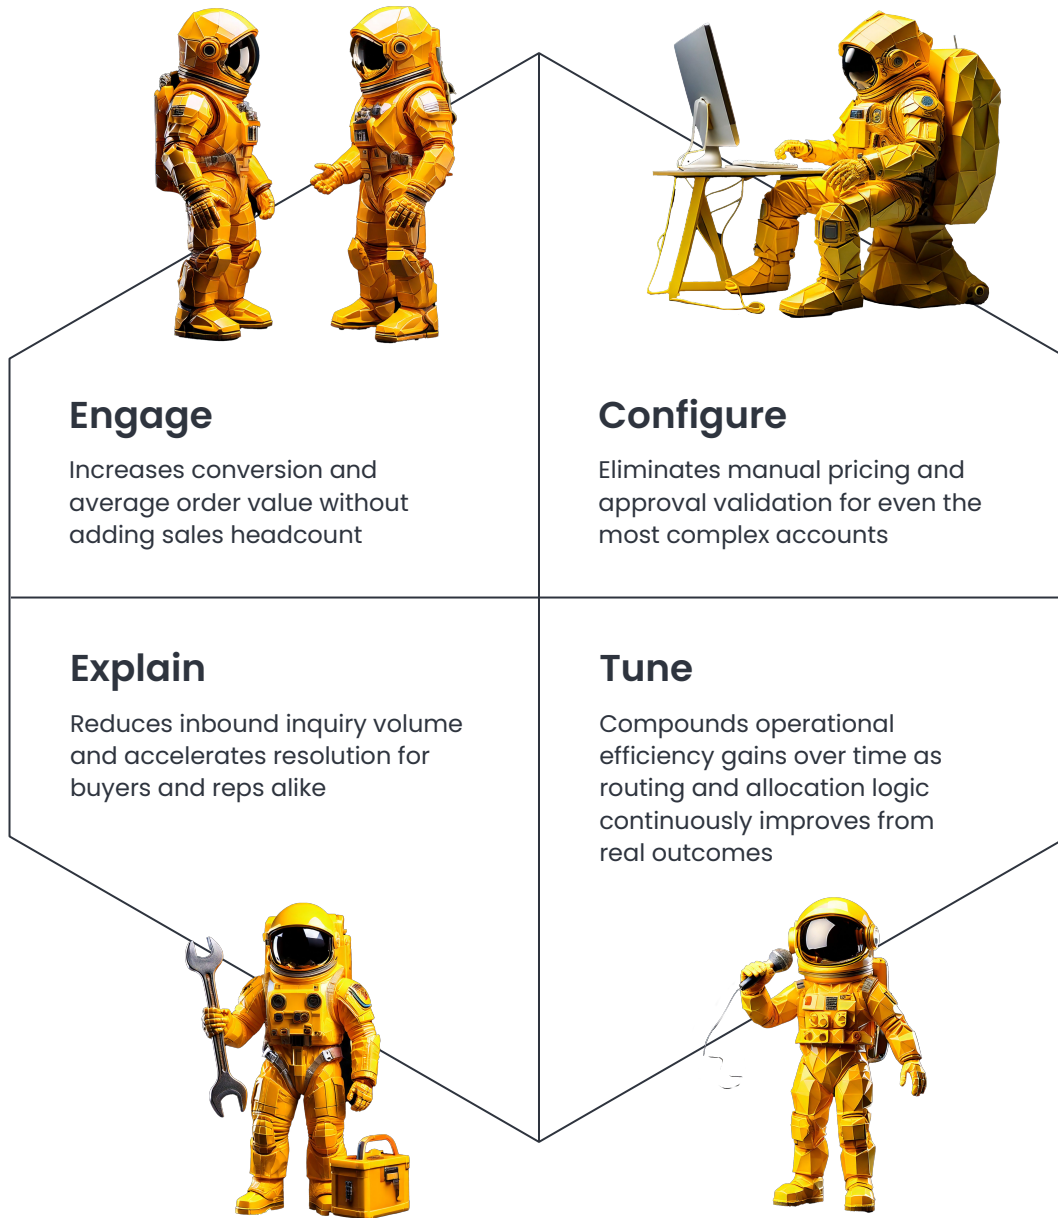 Engage
Increases conversion and
average order value without
adding sales headcount
Configure
Eliminates manual pricing and
approval validation for even the
most complex accounts
Explain
Reduces inbound inquiry volume
and accelerates resolution for
buyers and reps alike
Tune
Compounds operational
efficiency gains over time as
routing and allocation logic
continuously improves from
real outcomes